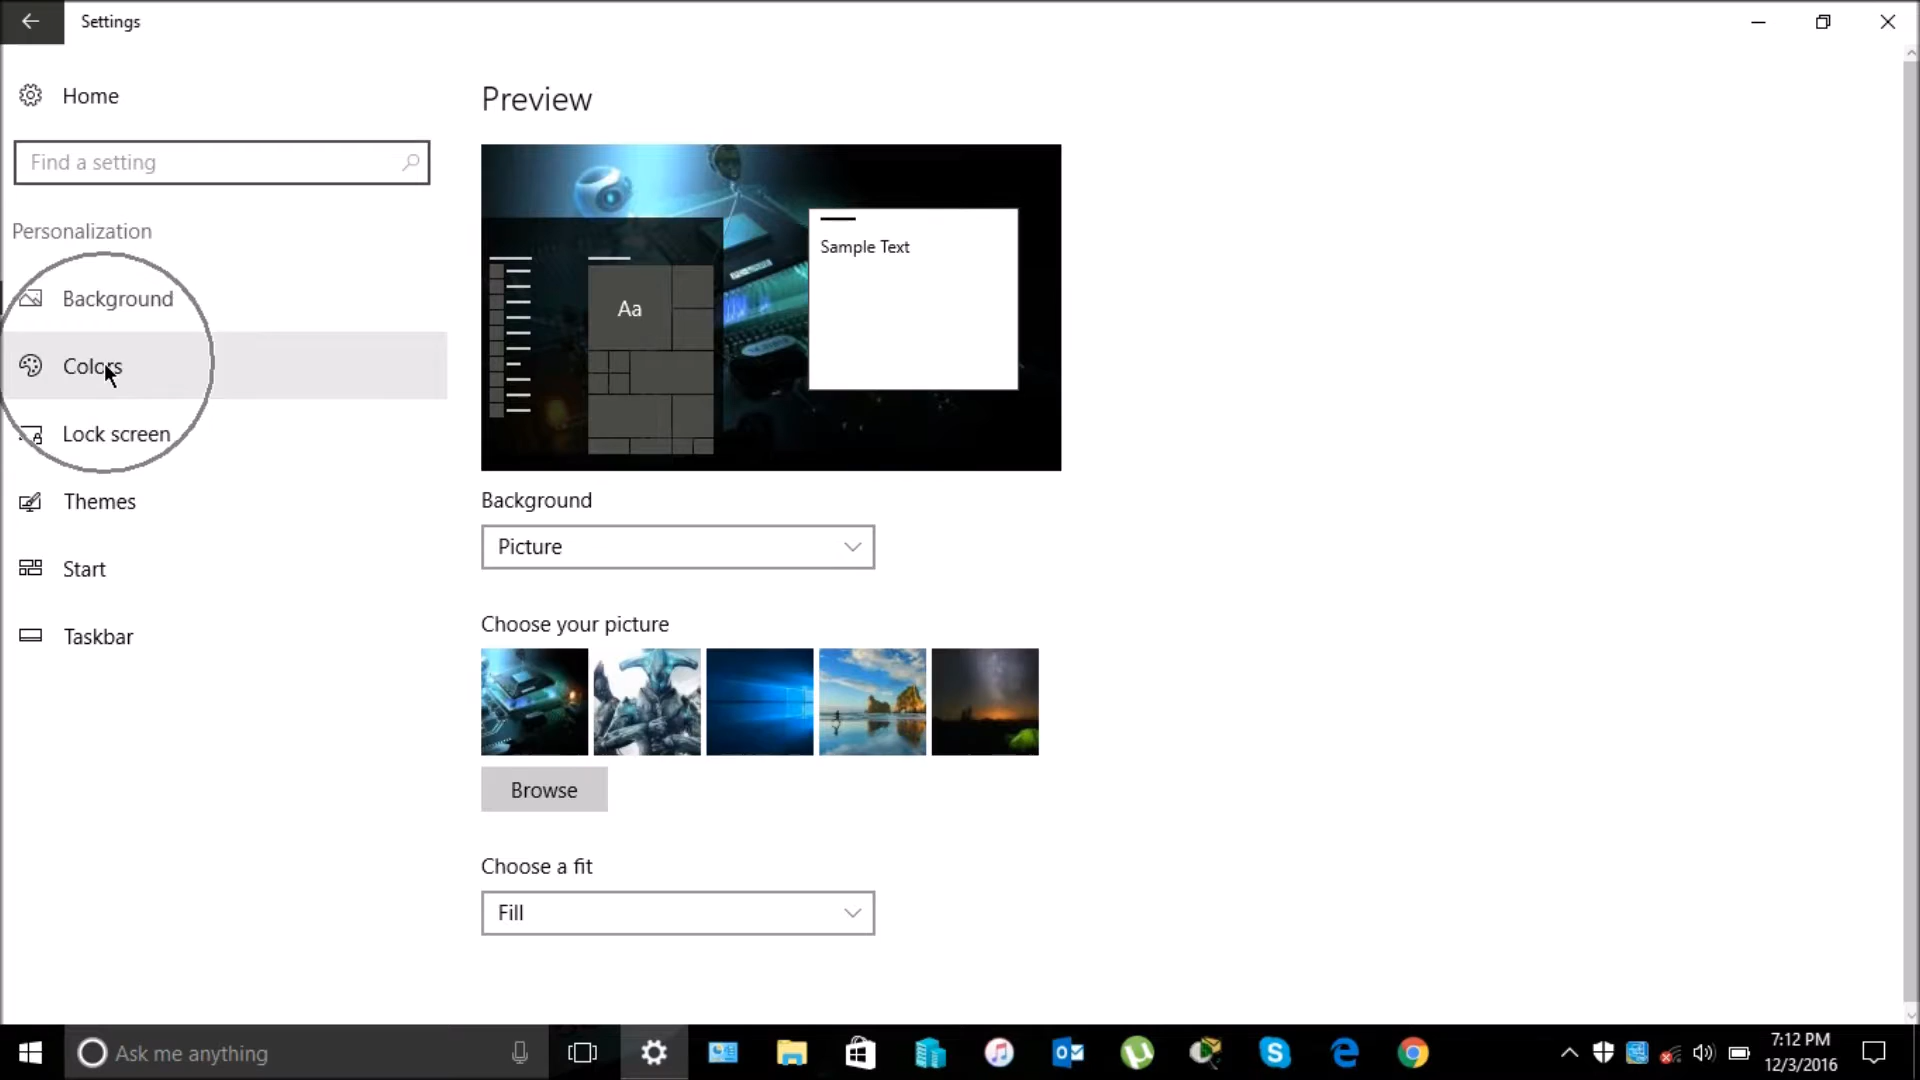 Settings
Home
Find a setting
Personalization
Background
Colors
Lock screen
Themes
Start
Taskbar
Preview
Aa
Sample Text
Background
Picture
Choose your picture
Browse
Choose a fit
Fill
Ask me anything
7:12 PM
12/3/2016